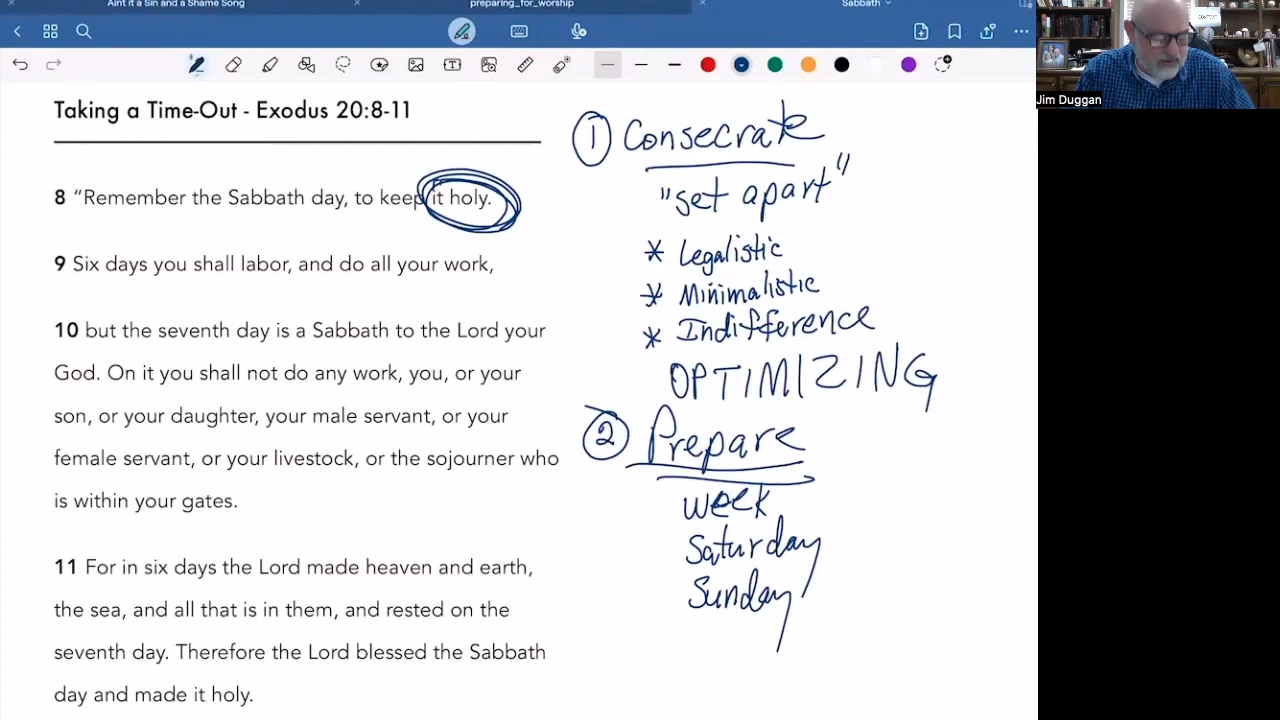 Aint it a Sin and a Shame Song
preparing_for_worship
Sabbath
Jim Duggan
Taking a Time-Out - Exodus 20:8-11
8 “Remember the Sabbath day, to keep it holy.
9 Six days you shall labor, and do all your work,
10 but the seventh day is a Sabbath to the Lord your
God. On it you shall not do any work, you, or your
son, or your daughter, your male servant, or your
female servant, or your livestock, or the sojourner who
is within your gates.
11 For in six days the Lord made heaven and earth,
the sea, and all that is in them, and rested on the
seventh day. Therefore the Lord blessed the Sabbath
day and made it holy.
1 Consecrate
"set apart"
* Legalistic
* Minimalistic
* Indifference
OPTIMIZING
2 Prepare
Week
Saturday
Sunday